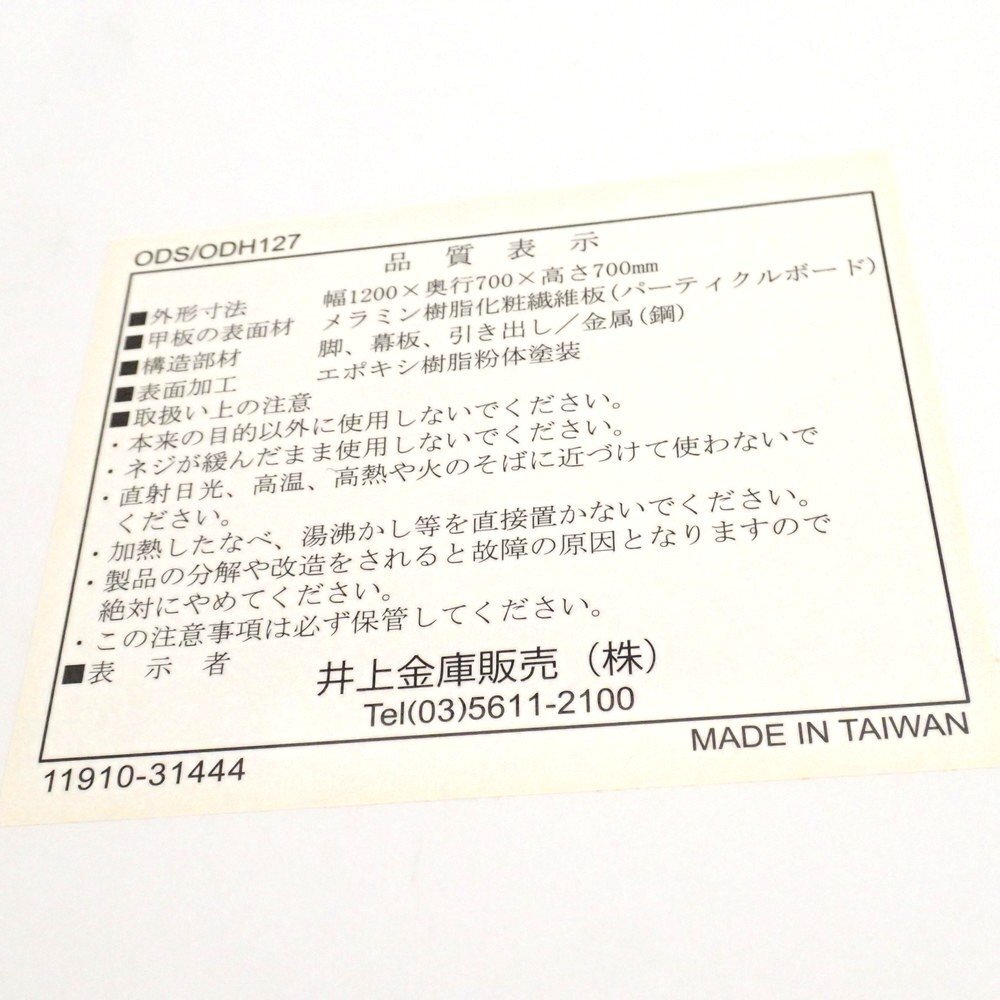 ODS/ODH127
品 質 表 示
■外形寸法 幅1200×奥行700×高さ700mm
■甲板の表面材 メラミン樹脂化粧繊維板(パーティクルボード)
■構造部材 脚、幕板、引き出し／金属(鋼)
■表面加工 エポキシ樹脂粉体塗装
■取扱い上の注意
・本来の目的以外に使用しないでください。
・ネジが緩んだまま使用しないでください。
・直射日光、高温、高熱や火のそばに近づけて使わないで
ください。
・加熱したなべ、湯沸かし等を直接置かないでください。
・製品の分解や改造をされると故障の原因となりますので
絶対にやめてください。
・この注意事項は必ず保管してください。
■表 示 者 井上金庫販売（株）
Tel(03)5611-2100
11910-31444
MADE IN TAIWAN